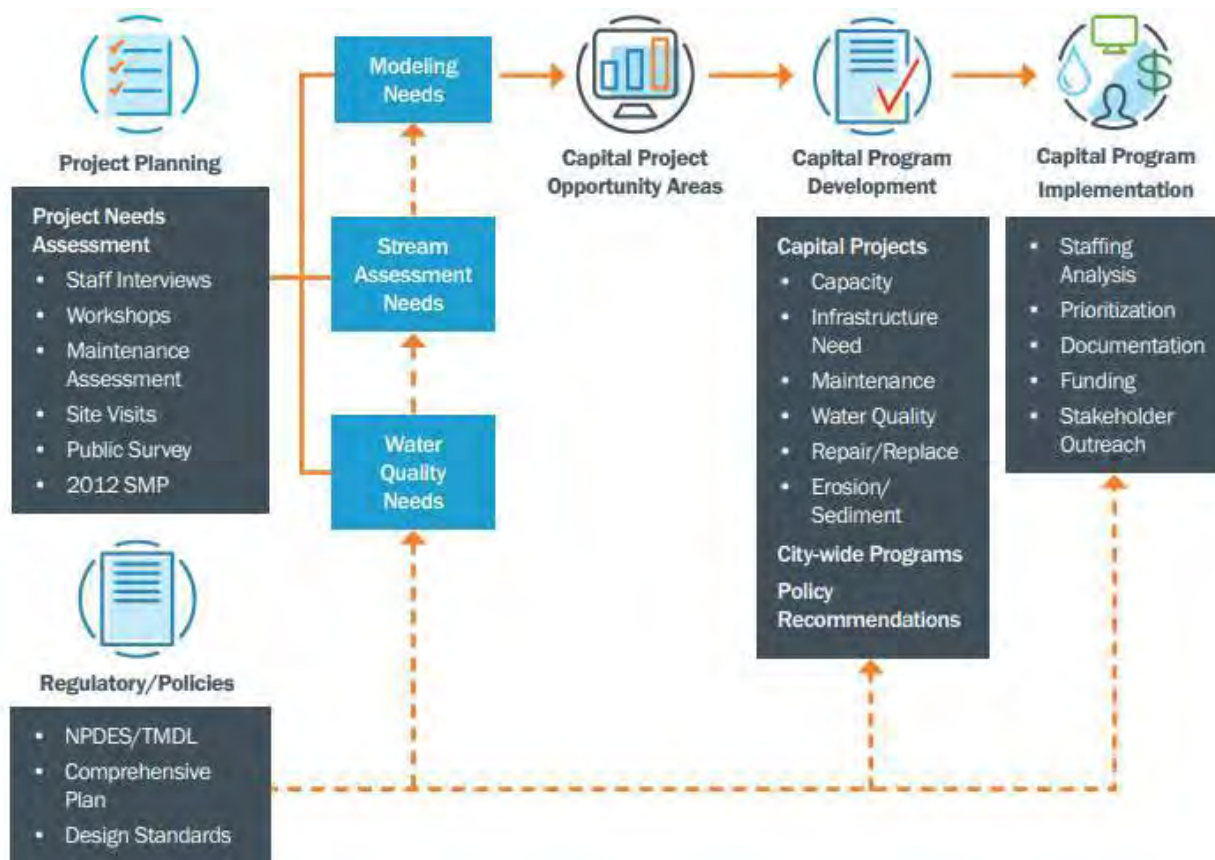 Project Planning
Project Needs
Assessment
• Staff Interviews
• Workshops
• Maintenance
Assessment
• Site Visits
• Public Survey
• 2012 SMP
Regulatory/Policies
• NPDES/TMDL
• Comprehensive
Plan
• Design Standards
Modeling
Needs
Stream
Assessment
Needs
Water
Quality
Needs
Capital Project
Opportunity Areas
Capital Program
Development
Capital Projects
• Capacity
• Infrastructure
Need
• Maintenance
• Water Quality
• Repair/Replace
• Erosion/
Sediment
City-wide Programs
Policy
Recommendations
Capital Program
Implementation
• Staffing
Analysis
• Prioritization
• Documentation
• Funding
• Stakeholder
Outreach
$